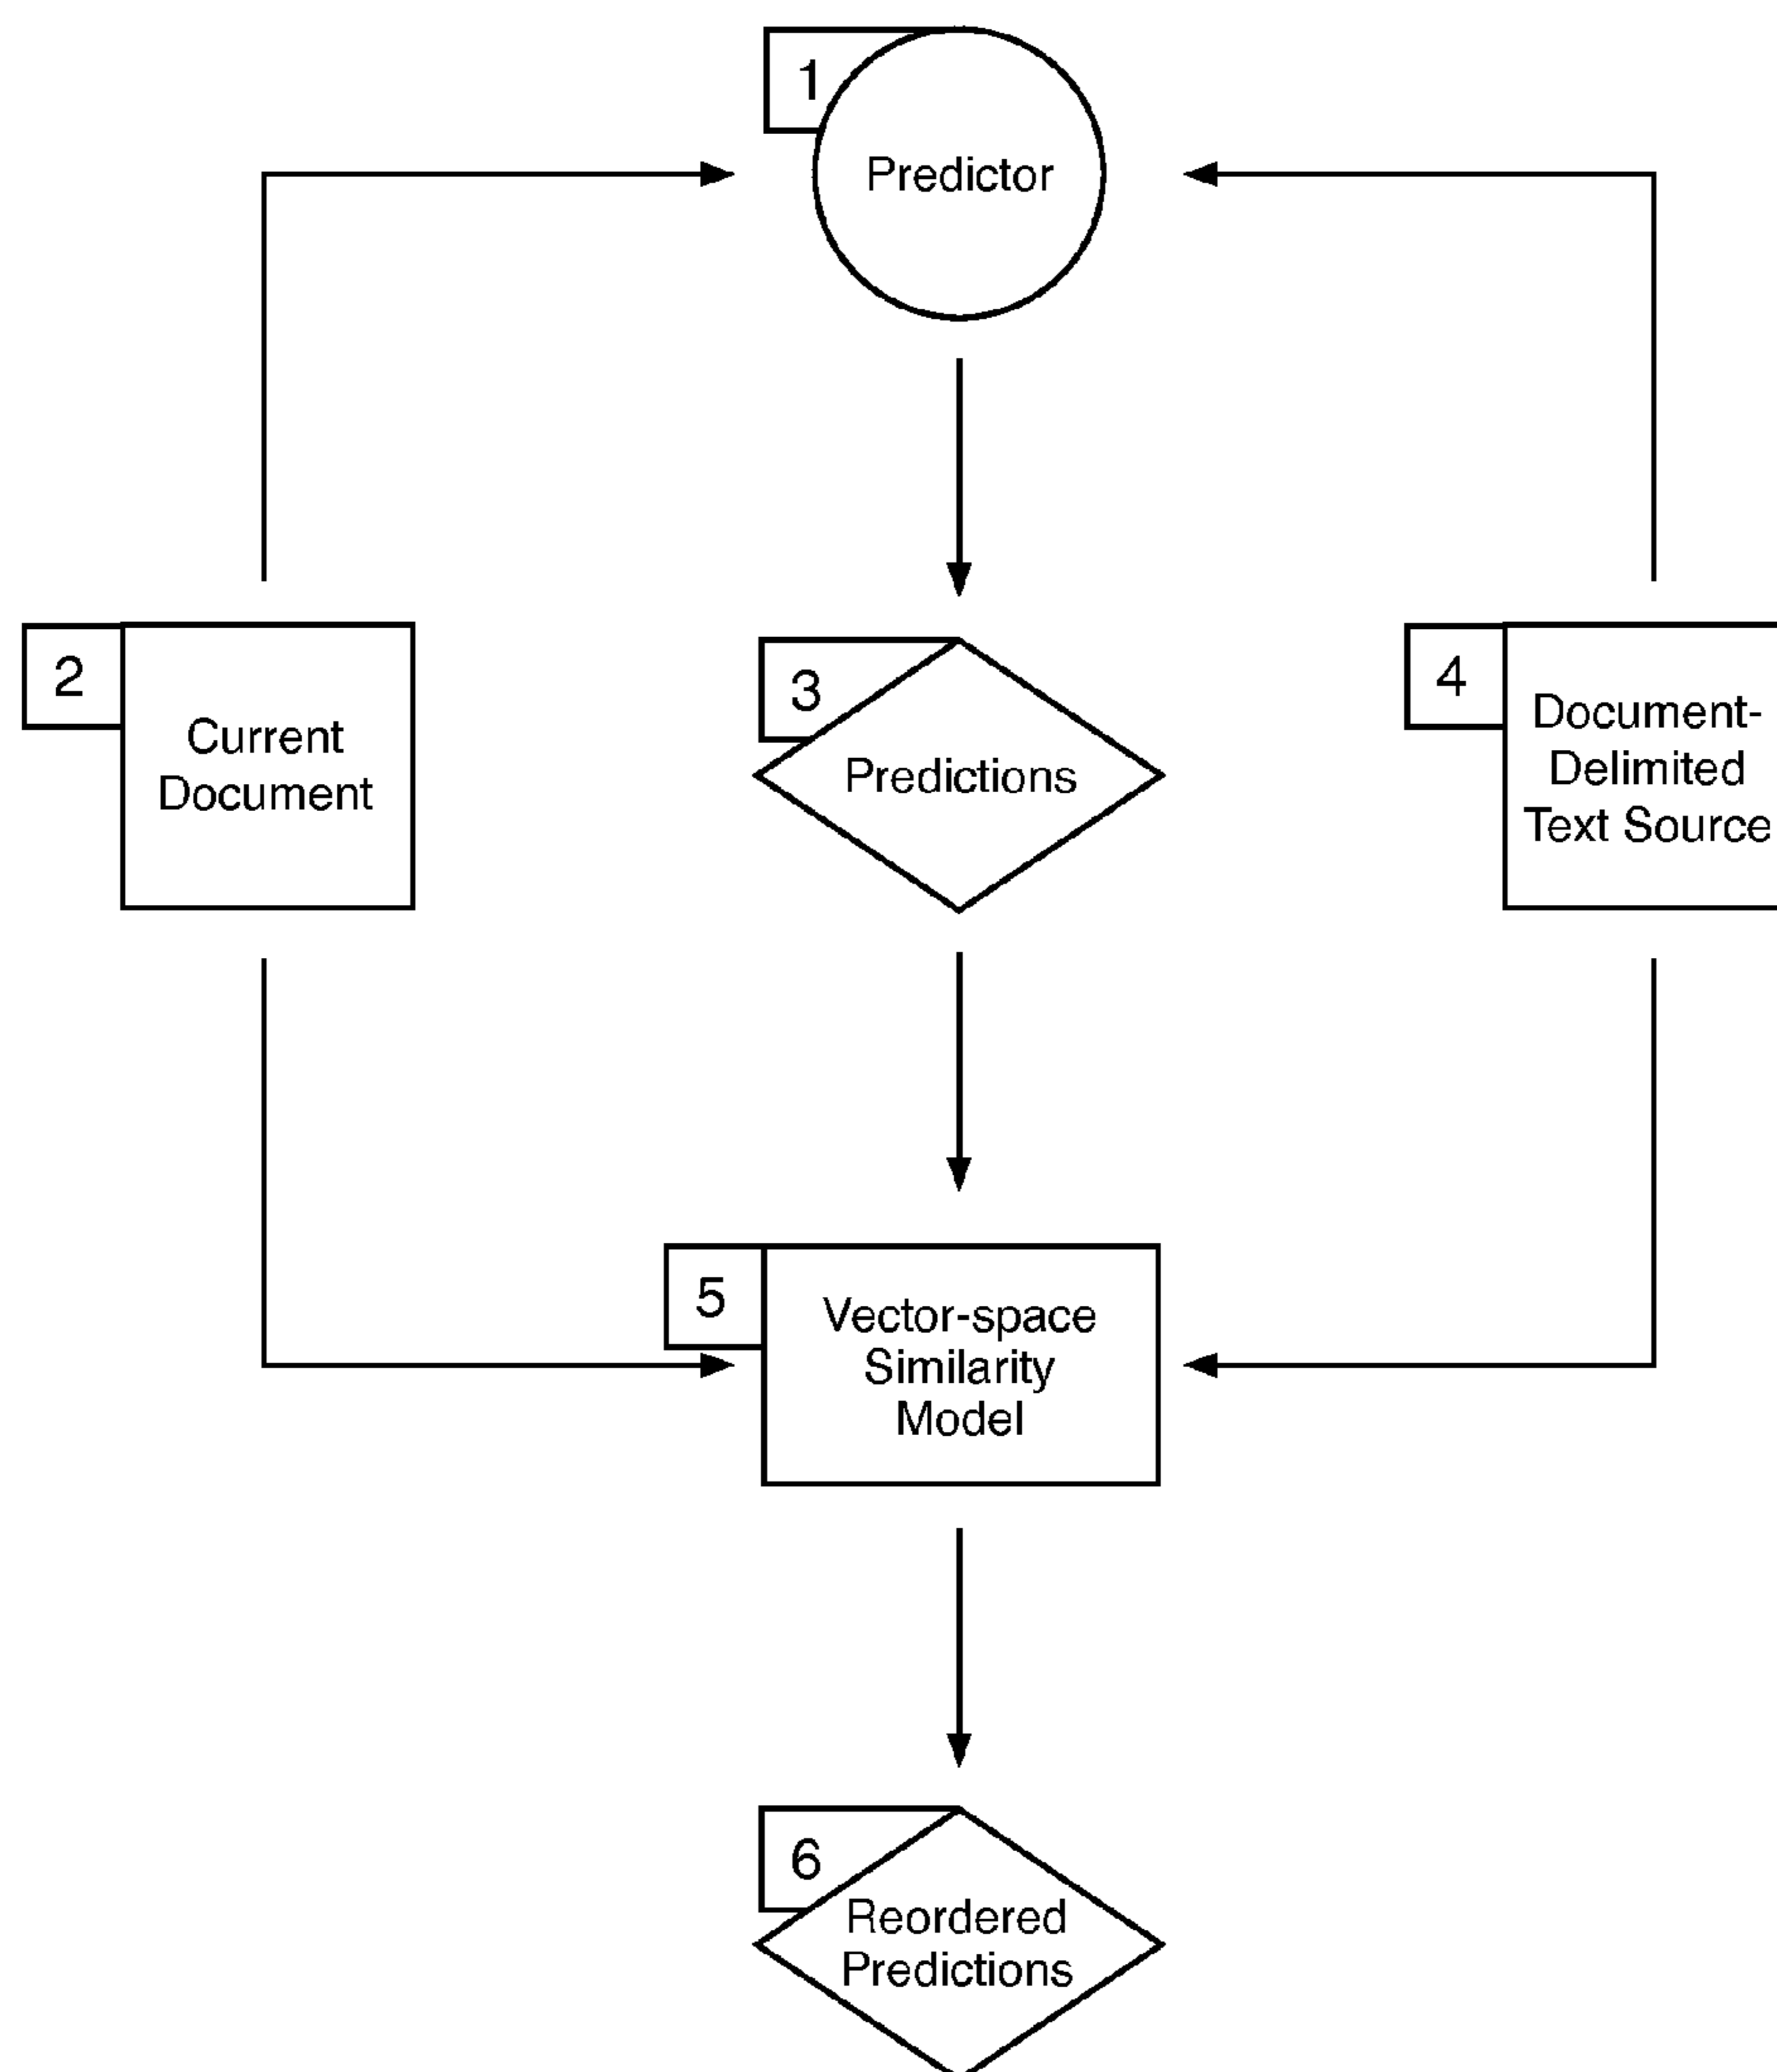 1
Predictor
2
Current
Document
3
Predictions
4
Document-
Delimited
Text Source
5
Vector-space
Similarity
Model
6
Reordered
Predictions